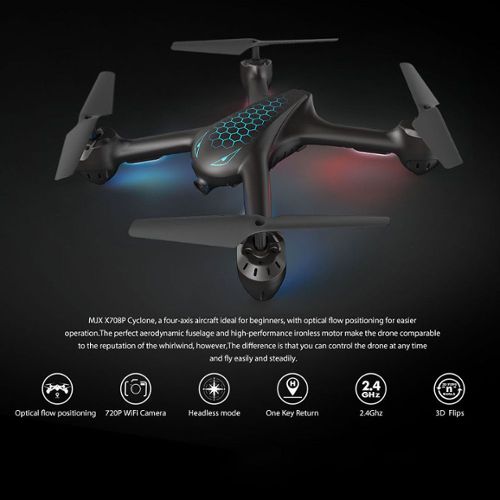 MJX X708P Cyclone, a four-axis aircraft ideal for beginners, with optical flow positioning for easier
operation.The perfect aerodynamic fuselage and high-performance ironless motor make the drone comparable
to the reputation of the whirlwind, however,The difference is that you can control the drone at any time
and fly easily and steadily.
H 2.4 GHz "n"
Optical flow positioning 720P WiFi Camera Headless mode One Key Return 2.4Ghz 3D Flips